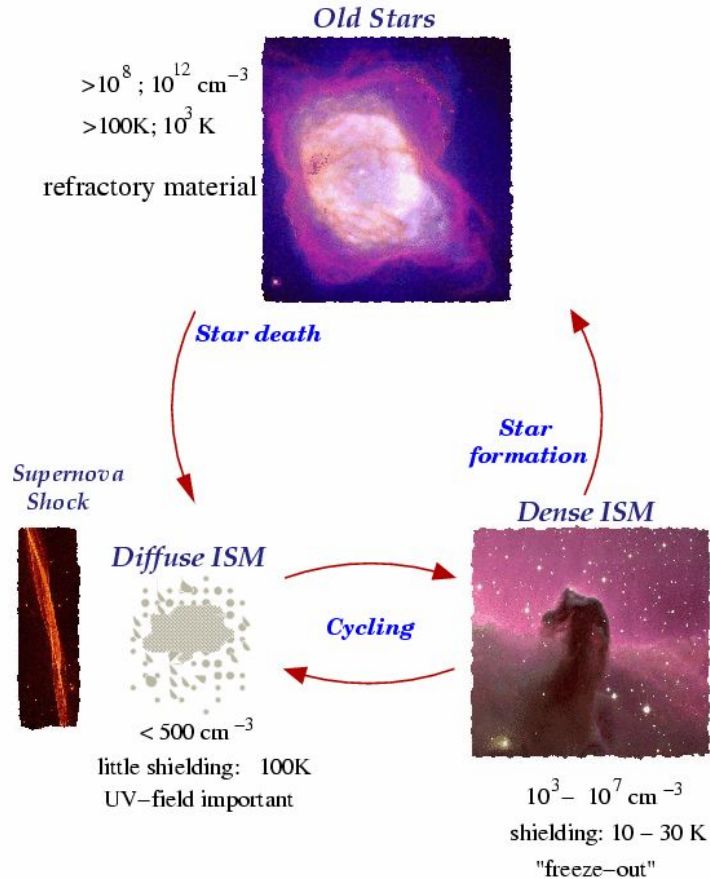 Old Stars
>10^8 ; 10^12 cm^−3
>100K; 10^3 K
refractory material
Star death
Star
formation
Supernova
Shock
Diffuse ISM
Dense ISM
Cycling
< 500 cm^−3
little shielding: 100K
UV−field important
10^3 − 10^7 cm^−3
shielding: 10 − 30 K
"freeze−out"